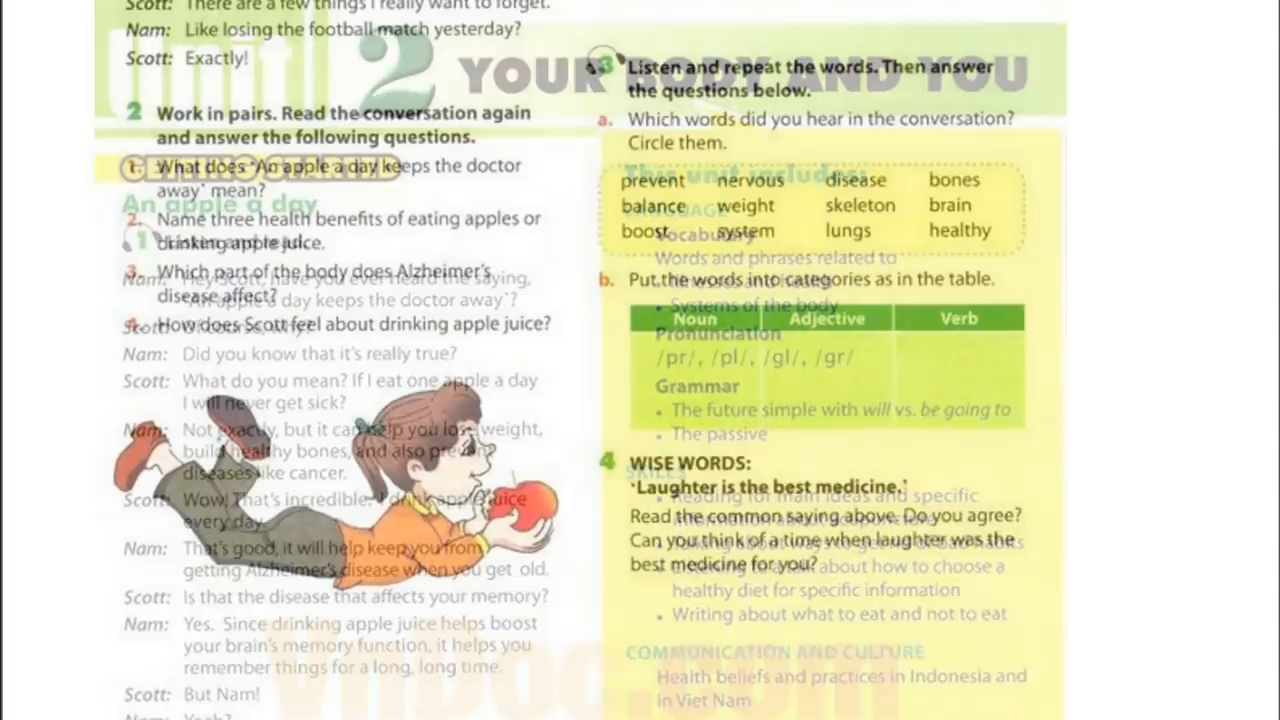 Scott: There are a few things I really want to forget.
Nam: Like losing the football match yesterday?
Scott: Exactly!
unit 2 YOUR BODY AND YOU
2 Work in pairs. Read the conversation again
and answer the following questions.
1. What does 'An apple a day keeps the doctor
away' mean?
2. Name three health benefits of eating apples or
drinking apple juice.
3. Which part of the body does Alzheimer's
disease affect?
4. How does Scott feel about drinking apple juice?
GETTING STARTED
An apple a day
1
Nam: Hey Scott, have you ever heard the saying,
'An apple a day keeps the doctor away'?
Scott:
Nam: Did you know that it's really true?
Scott: What do you mean? If I eat one apple a day
I will never get sick?
Nam: Not exactly, but it can help you lose weight,
build healthy bones, and also prevent
diseases like cancer.
Scott: Wow! That's incredible. I drink apple juice
every day.
Nam: That's good, it will help keep you from
getting Alzheimer's disease when you get old.
Scott: Is that the disease that affects your memory?
Nam: Yes. Since drinking apple juice helps boost
your brain's memory function, it helps you
remember things for a long, long time.
Scott: But Nam!
Nam: Yeah?
3 Listen and repeat the words. Then answer
the questions below.
a. Which words did you hear in the conversation?
Circle them.
prevent nervous disease bones
balance weight skeleton brain
boost system lungs healthy
b. Put the words into categories as in the table.
Noun Adjective Verb
4 WISE WORDS:
'Laughter is the best medicine.'
Read the common saying above. Do you agree?
Can you think of a time when laughter was the
best medicine for you?
This unit includes:
LANGUAGE
Vocabulary
Words and phrases related to
• Systems of the body
Pronunciation
/pr/, /pl/, /gl/, /gr/
Grammar
• The future simple with will vs. be going to
• The passive
SKILLS
• Reading for main ideas and specific
about how to choose a
healthy diet for specific information
• Writing about what to eat and not to eat
COMMUNICATION AND CULTURE
Health beliefs and practices in Indonesia and
in Viet Nam
VnDoc.com